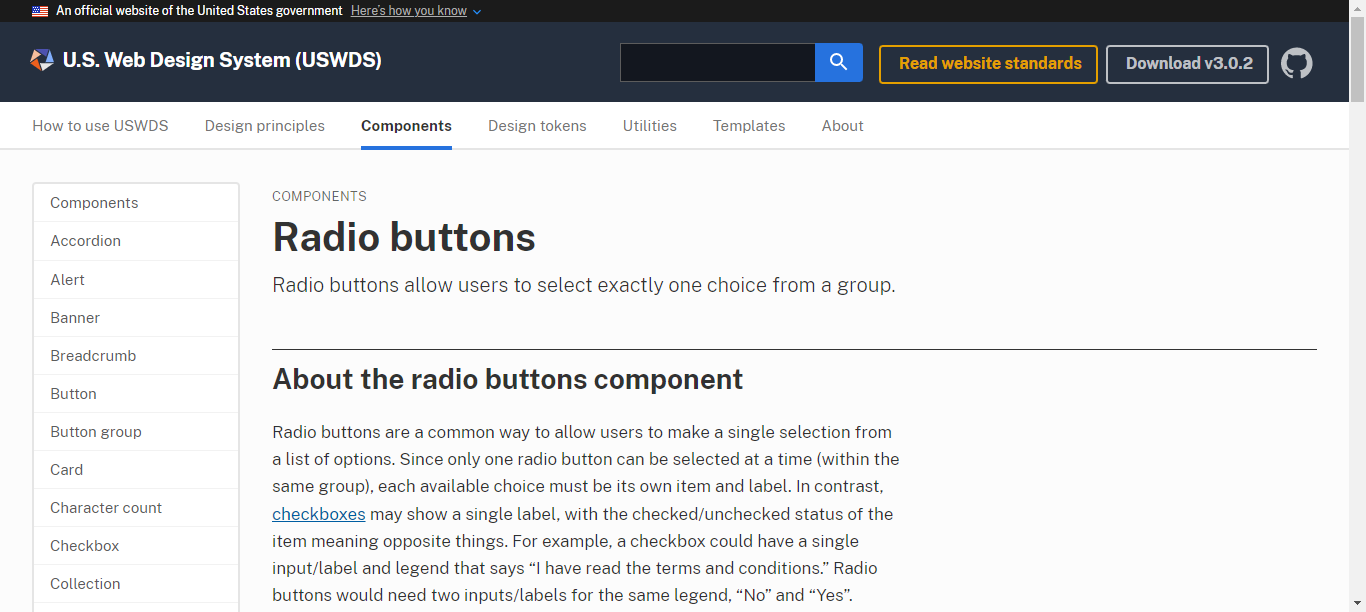 An official website of the United States government Here's how you know
U.S. Web Design System (USWDS)
Read website standards
Download v3.0.2
How to use USWDS Design principles Components Design tokens Utilities Templates About
Components
Accordion
Alert
Banner
Breadcrumb
Button
Button group
Card
Character count
Checkbox
Collection
COMPONENTS
Radio buttons
Radio buttons allow users to select exactly one choice from a group.
About the radio buttons component
Radio buttons are a common way to allow users to make a single selection from
a list of options. Since only one radio button can be selected at a time (within the
same group), each available choice must be its own item and label. In contrast,
checkboxes may show a single label, with the checked/unchecked status of the
item meaning opposite things. For example, a checkbox could have a single
input/label and legend that says “I have read the terms and conditions.” Radio
buttons would need two inputs/labels for the same legend, “No” and “Yes”.